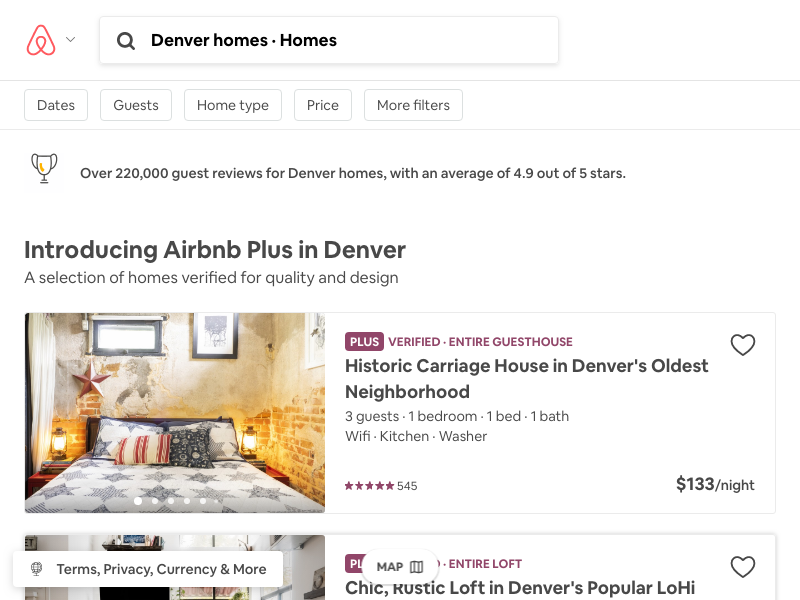 Denver homes · Homes
Dates
Guests
Home type
Price
More filters
Over 220,000 guest reviews for Denver homes, with an average of 4.9 out of 5 stars.
Introducing Airbnb Plus in Denver
A selection of homes verified for quality and design
PLUS VERIFIED · ENTIRE GUESTHOUSE
Historic Carriage House in Denver's Oldest
Neighborhood
3 guests · 1 bedroom · 1 bed · 1 bath
Wifi · Kitchen · Washer
545
$133/night
· ENTIRE LOFT
Terms, Privacy, Currency & More
MAP
Chic, Rustic Loft in Denver's Popular LoHi